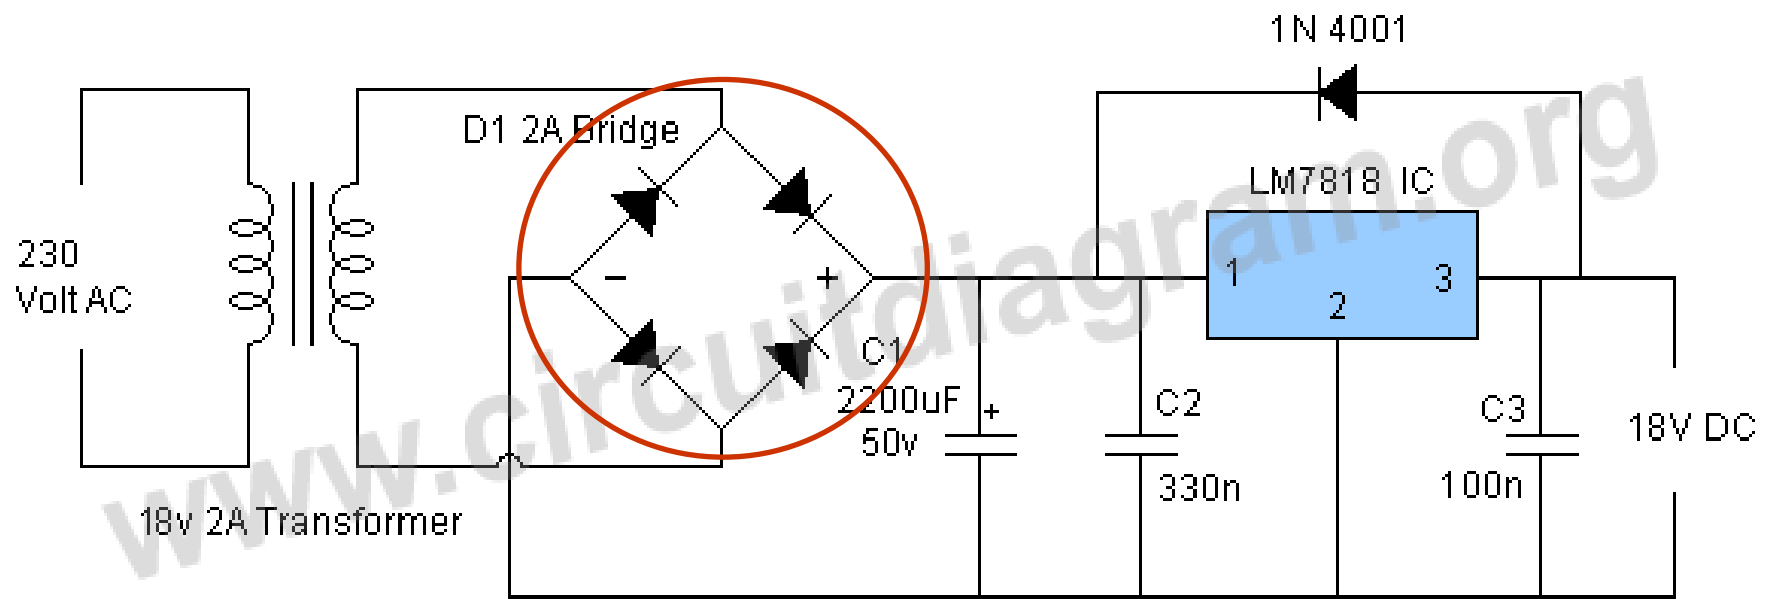 1N 4001
D1 2A Bridge
LM7818 IC
230
Volt AC
−
+
1
2
3
C1
2200uF
+
50v
C2
330n
C3
100n
18V DC
18v 2A Transformer
www.circuitdiagram.org